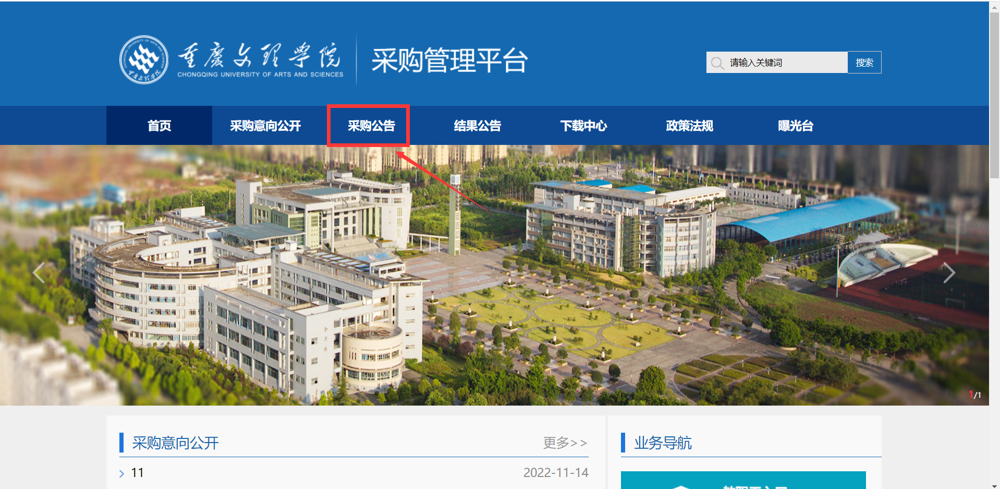 重庆文理学院
CHONGQING UNIVERSITY OF ARTS AND SCIENCES
采购管理平台
请输入关键词
搜索
首页
采购意向公开
采购公告
结果公告
下载中心
政策法规
曝光台
1/1
采购意向公开
更多>>
业务导航
11
2022-11-14